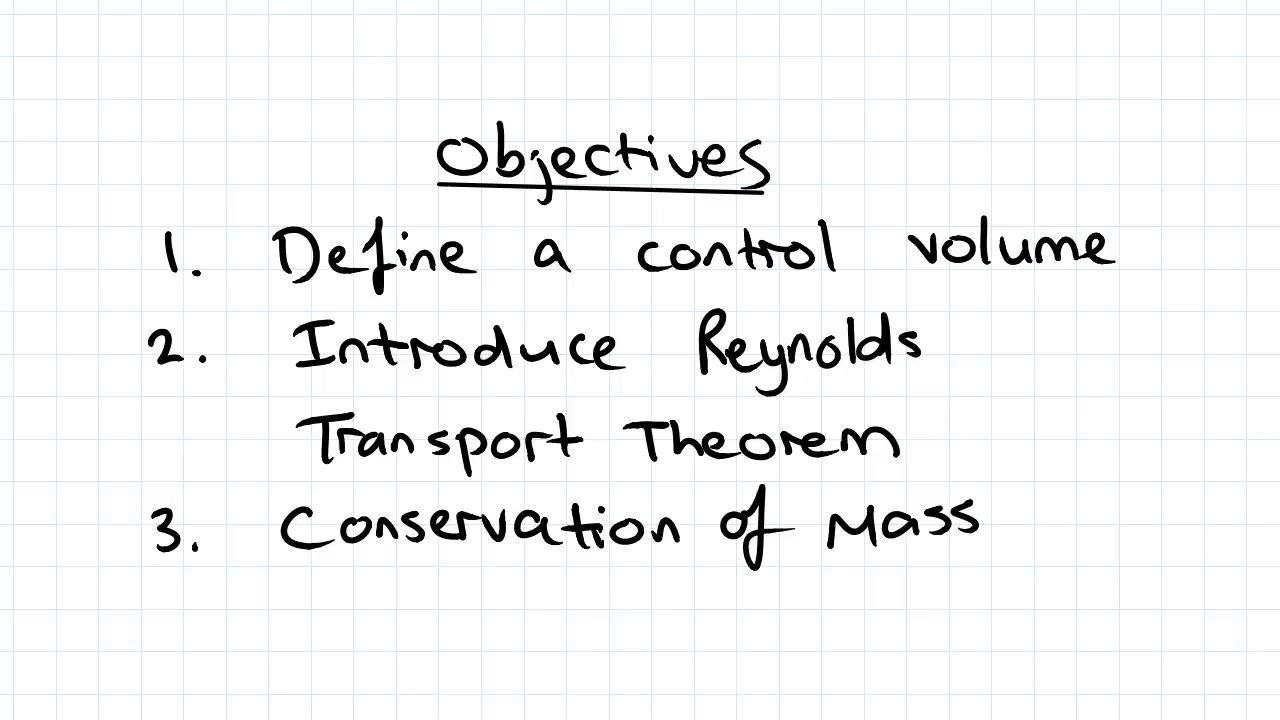 Objectives
1. Define a control volume
2. Introduce Reynolds
Transport Theorem
3. Conservation of Mass